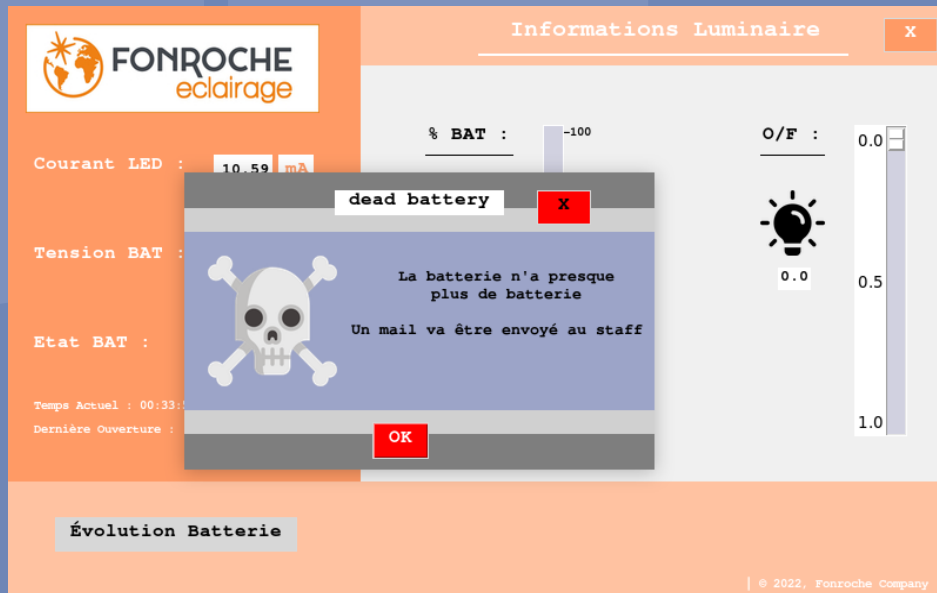 FONROCHE
eclairage
Informations Luminaire
X
% BAT :
-100
O/F :
0.0
Courant LED :
10.59
mA
dead battery
X
Tension BAT :
La batterie n'a presque
plus de batterie
0.0
0.5
Un mail va être envoyé au staff
Etat BAT :
Temps Actuel : 00:33:
Dernière Ouverture :
1.0
OK
Évolution Batterie
| © 2022, Fonroche Company